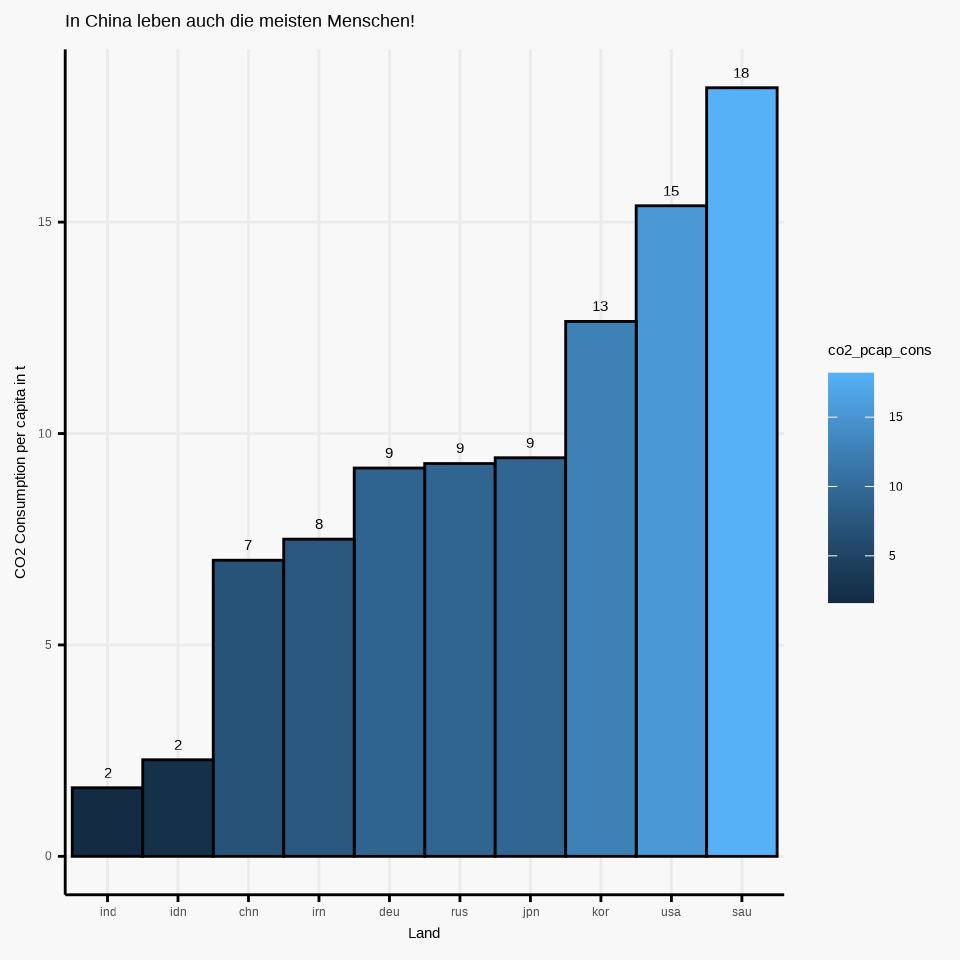 In China leben auch die meisten Menschen!
CO2 Consumption per capita in t
15
10
5
0
2
2
7
8
9
9
9
13
15
18
ind
idn
chn
irn
deu
rus
jpn
kor
usa
sau
Land
co2_pcap_cons
15
10
5